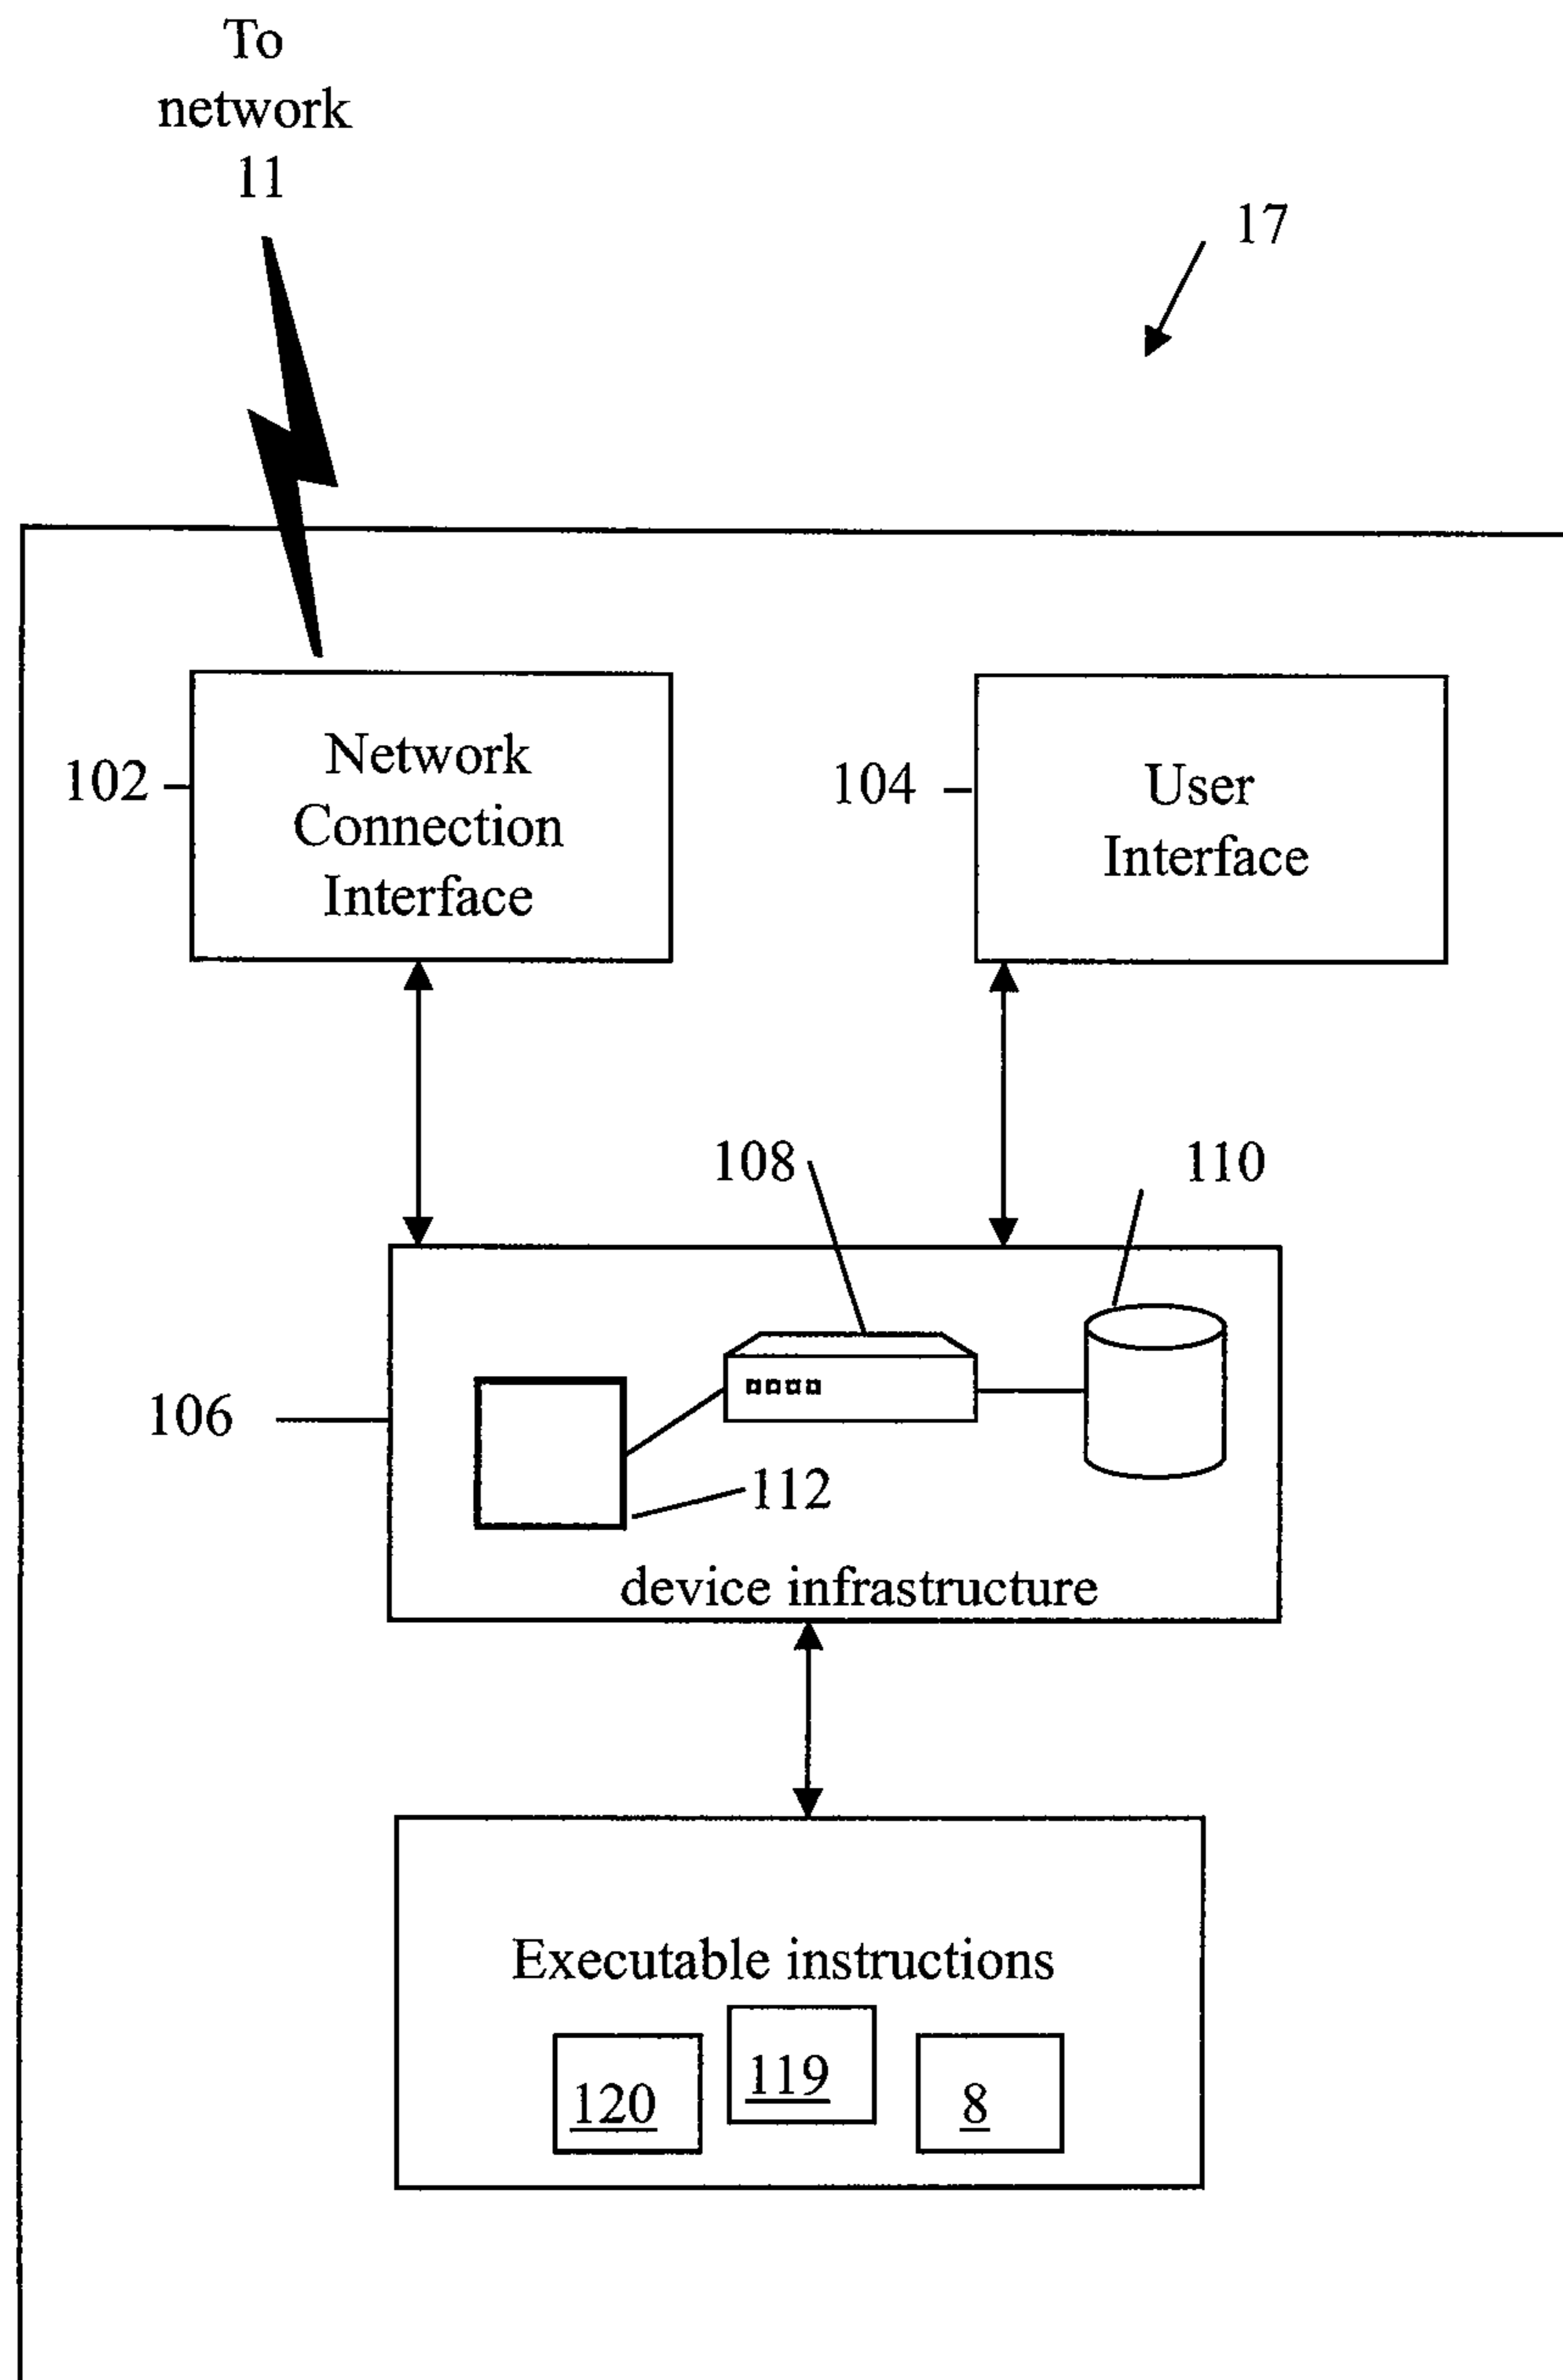 To
network
11
17
102
Network
Connection
Interface
104
User
Interface
108
110
106
112
device infrastructure
Executable instructions
120
119
8